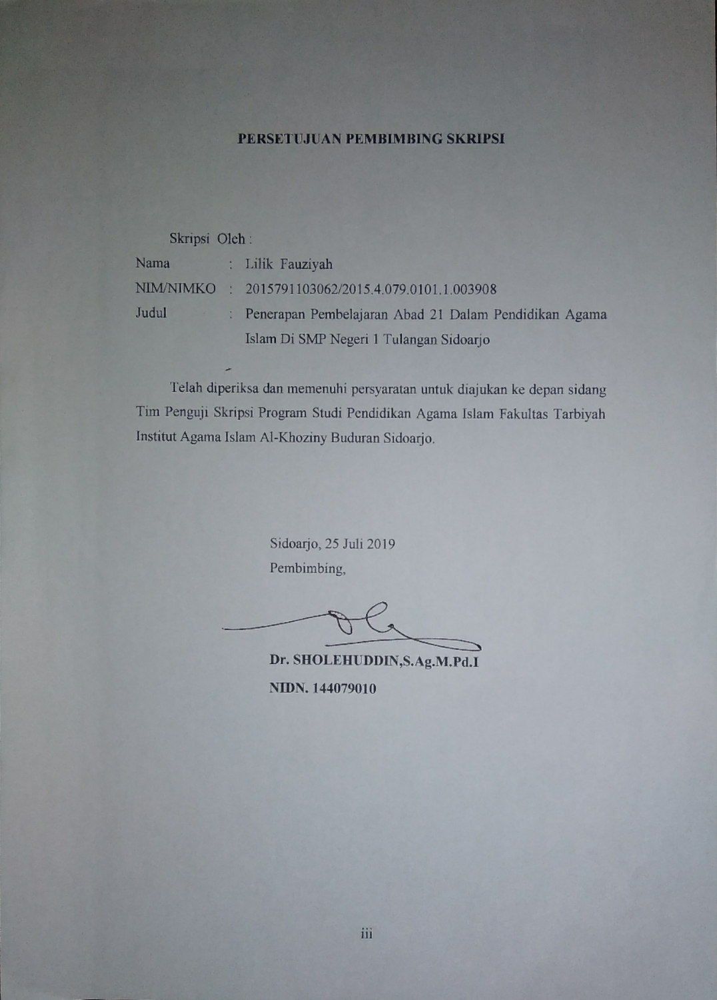 PERSETUJUAN PEMBIMBING SKRIPSI
Skripsi Oleh :
Nama : Lilik Fauziyah
NIM/NIMKO : 2015791103062/2015.4.079.0101.1.003908
Judul : Penerapan Pembelajaran Abad 21 Dalam Pendidikan Agama
Islam Di SMP Negeri 1 Tulangan Sidoarjo
Telah diperiksa dan memenuhi persyaratan untuk diajukan ke depan sidang
Tim Penguji Skripsi Program Studi Pendidikan Agama Islam Fakultas Tarbiyah
Institut Agama Islam Al-Khoziny Buduran Sidoarjo.
Sidoarjo, 25 Juli 2019
Pembimbing,
Dr. SHOLEHUDDIN,S.Ag.M.Pd.I
NIDN. 144079010
iii